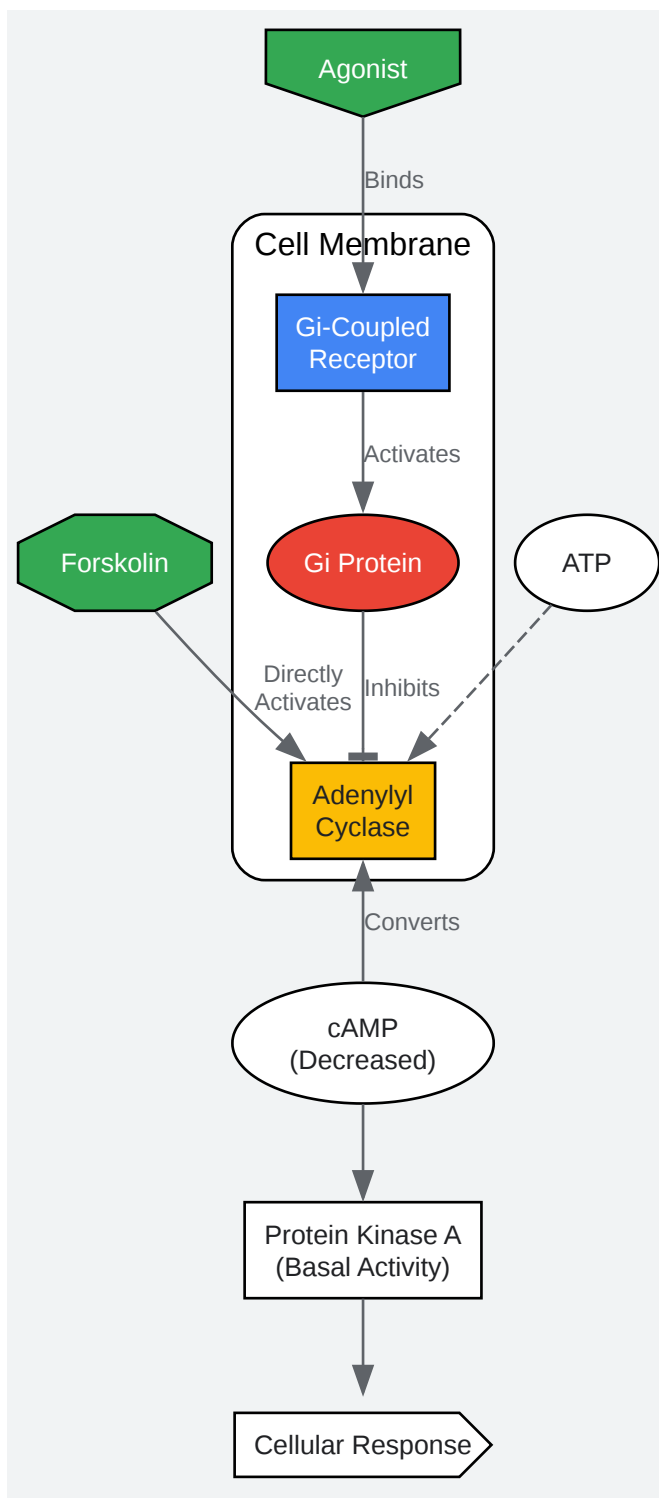 Agonist
Binds
Cell Membrane
Gi-Coupled
Receptor
Activates
Forskolin
Gi Protein
ATP
Directly
Activates
Inhibits
Adenylyl
Cyclase
Converts
cAMP
(Decreased)
Protein Kinase A
(Basal Activity)
Cellular Response